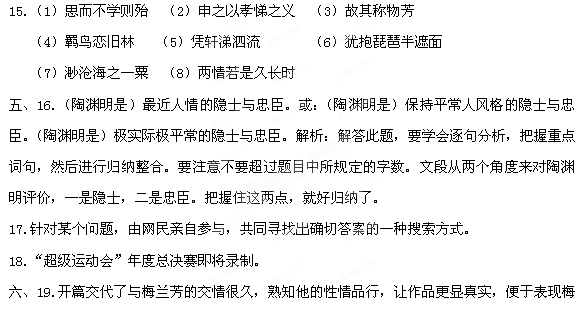 15.（1）思而不学则殆 （2）申之以孝悌之义 （3）故其称物芳
（4）羁鸟恋旧林 （5）凭轩涕泗流 （6）犹抱琵琶半遮面
（7）渺沧海之一粟 （8）两情若是久长时
五、16.（陶渊明是）最近人情的隐士与忠臣。或：（陶渊明是）保持平常人风格的隐士与忠
臣。（陶渊明是）极实际极平常的隐士与忠臣。解析：解答此题，要学会逐句分析，把握重点
词句，然后进行归纳整合。要注意不要超过题目中所规定的字数。文段从两个角度来对陶渊
明评价，一是隐士，二是忠臣。把握住这两点，就好归纳了。
17.针对某个问题，由网民亲自参与，共同寻找出确切答案的一种搜索方式。
18.“超级运动会”年度总决赛即将录制。
六、19.开篇交代了与梅兰芳的交情很久，熟知他的性情品行，让作品更显真实，便于表现梅